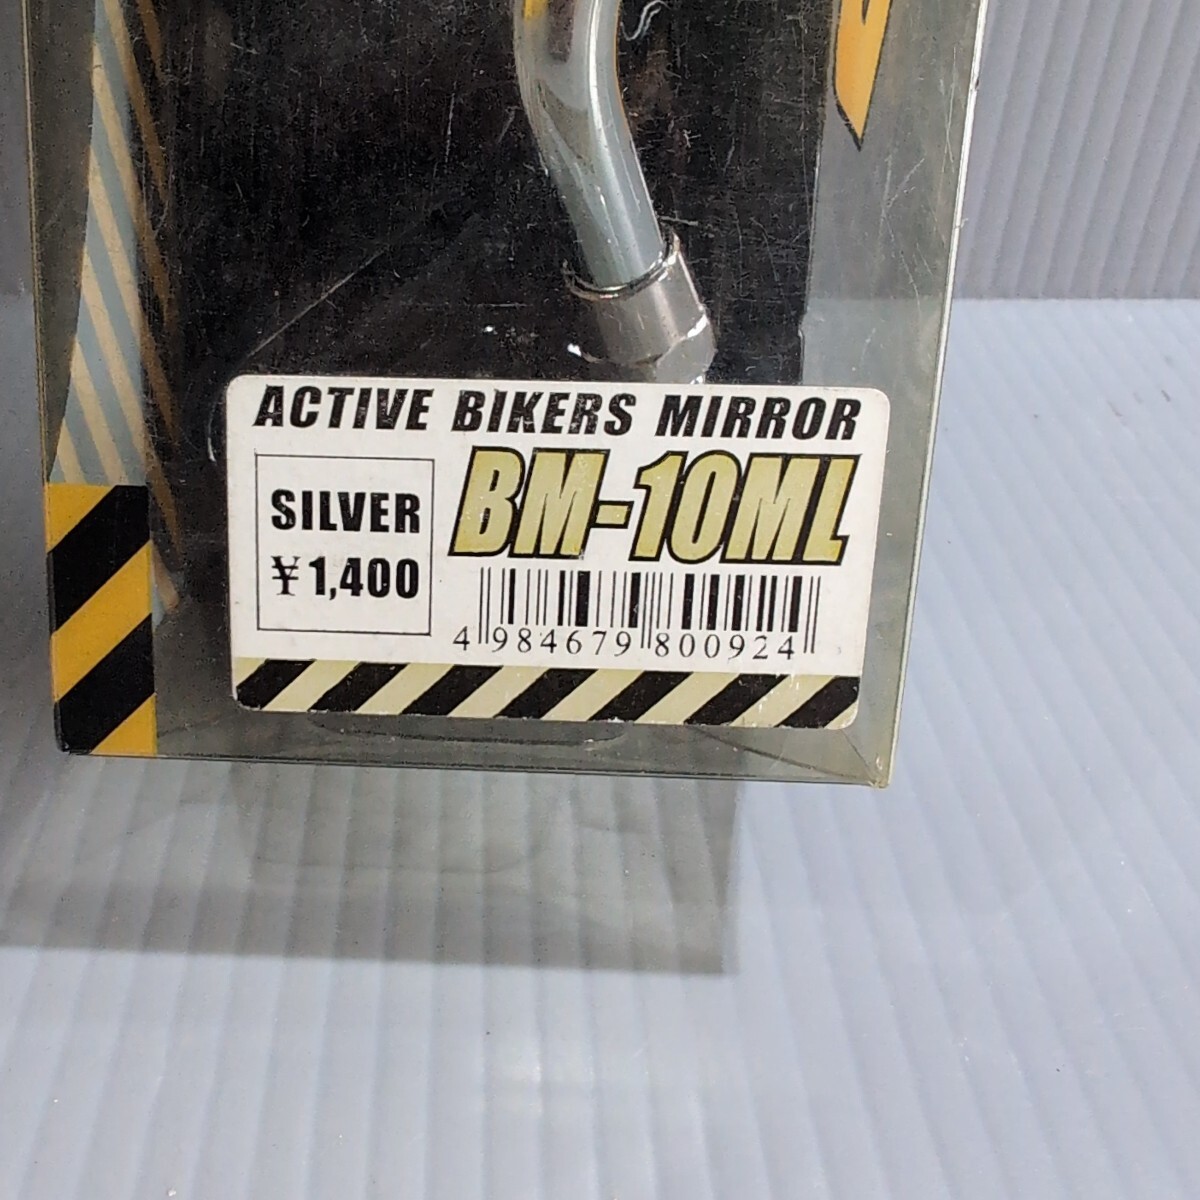 ACTIVE BIKERS MIRROR
SILVER
¥1,400
BM-10ML
4 984679 800924